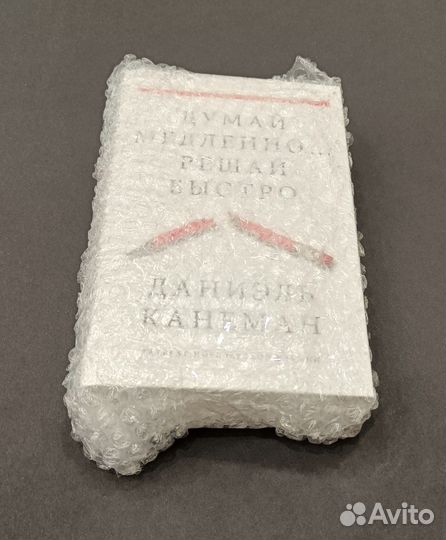 ДУМАЙ
МЕДЛЕННО...
РЕШАЙ
БЫСТРО
ДАНИЭЛЬ
КАНЕМАН
Avito